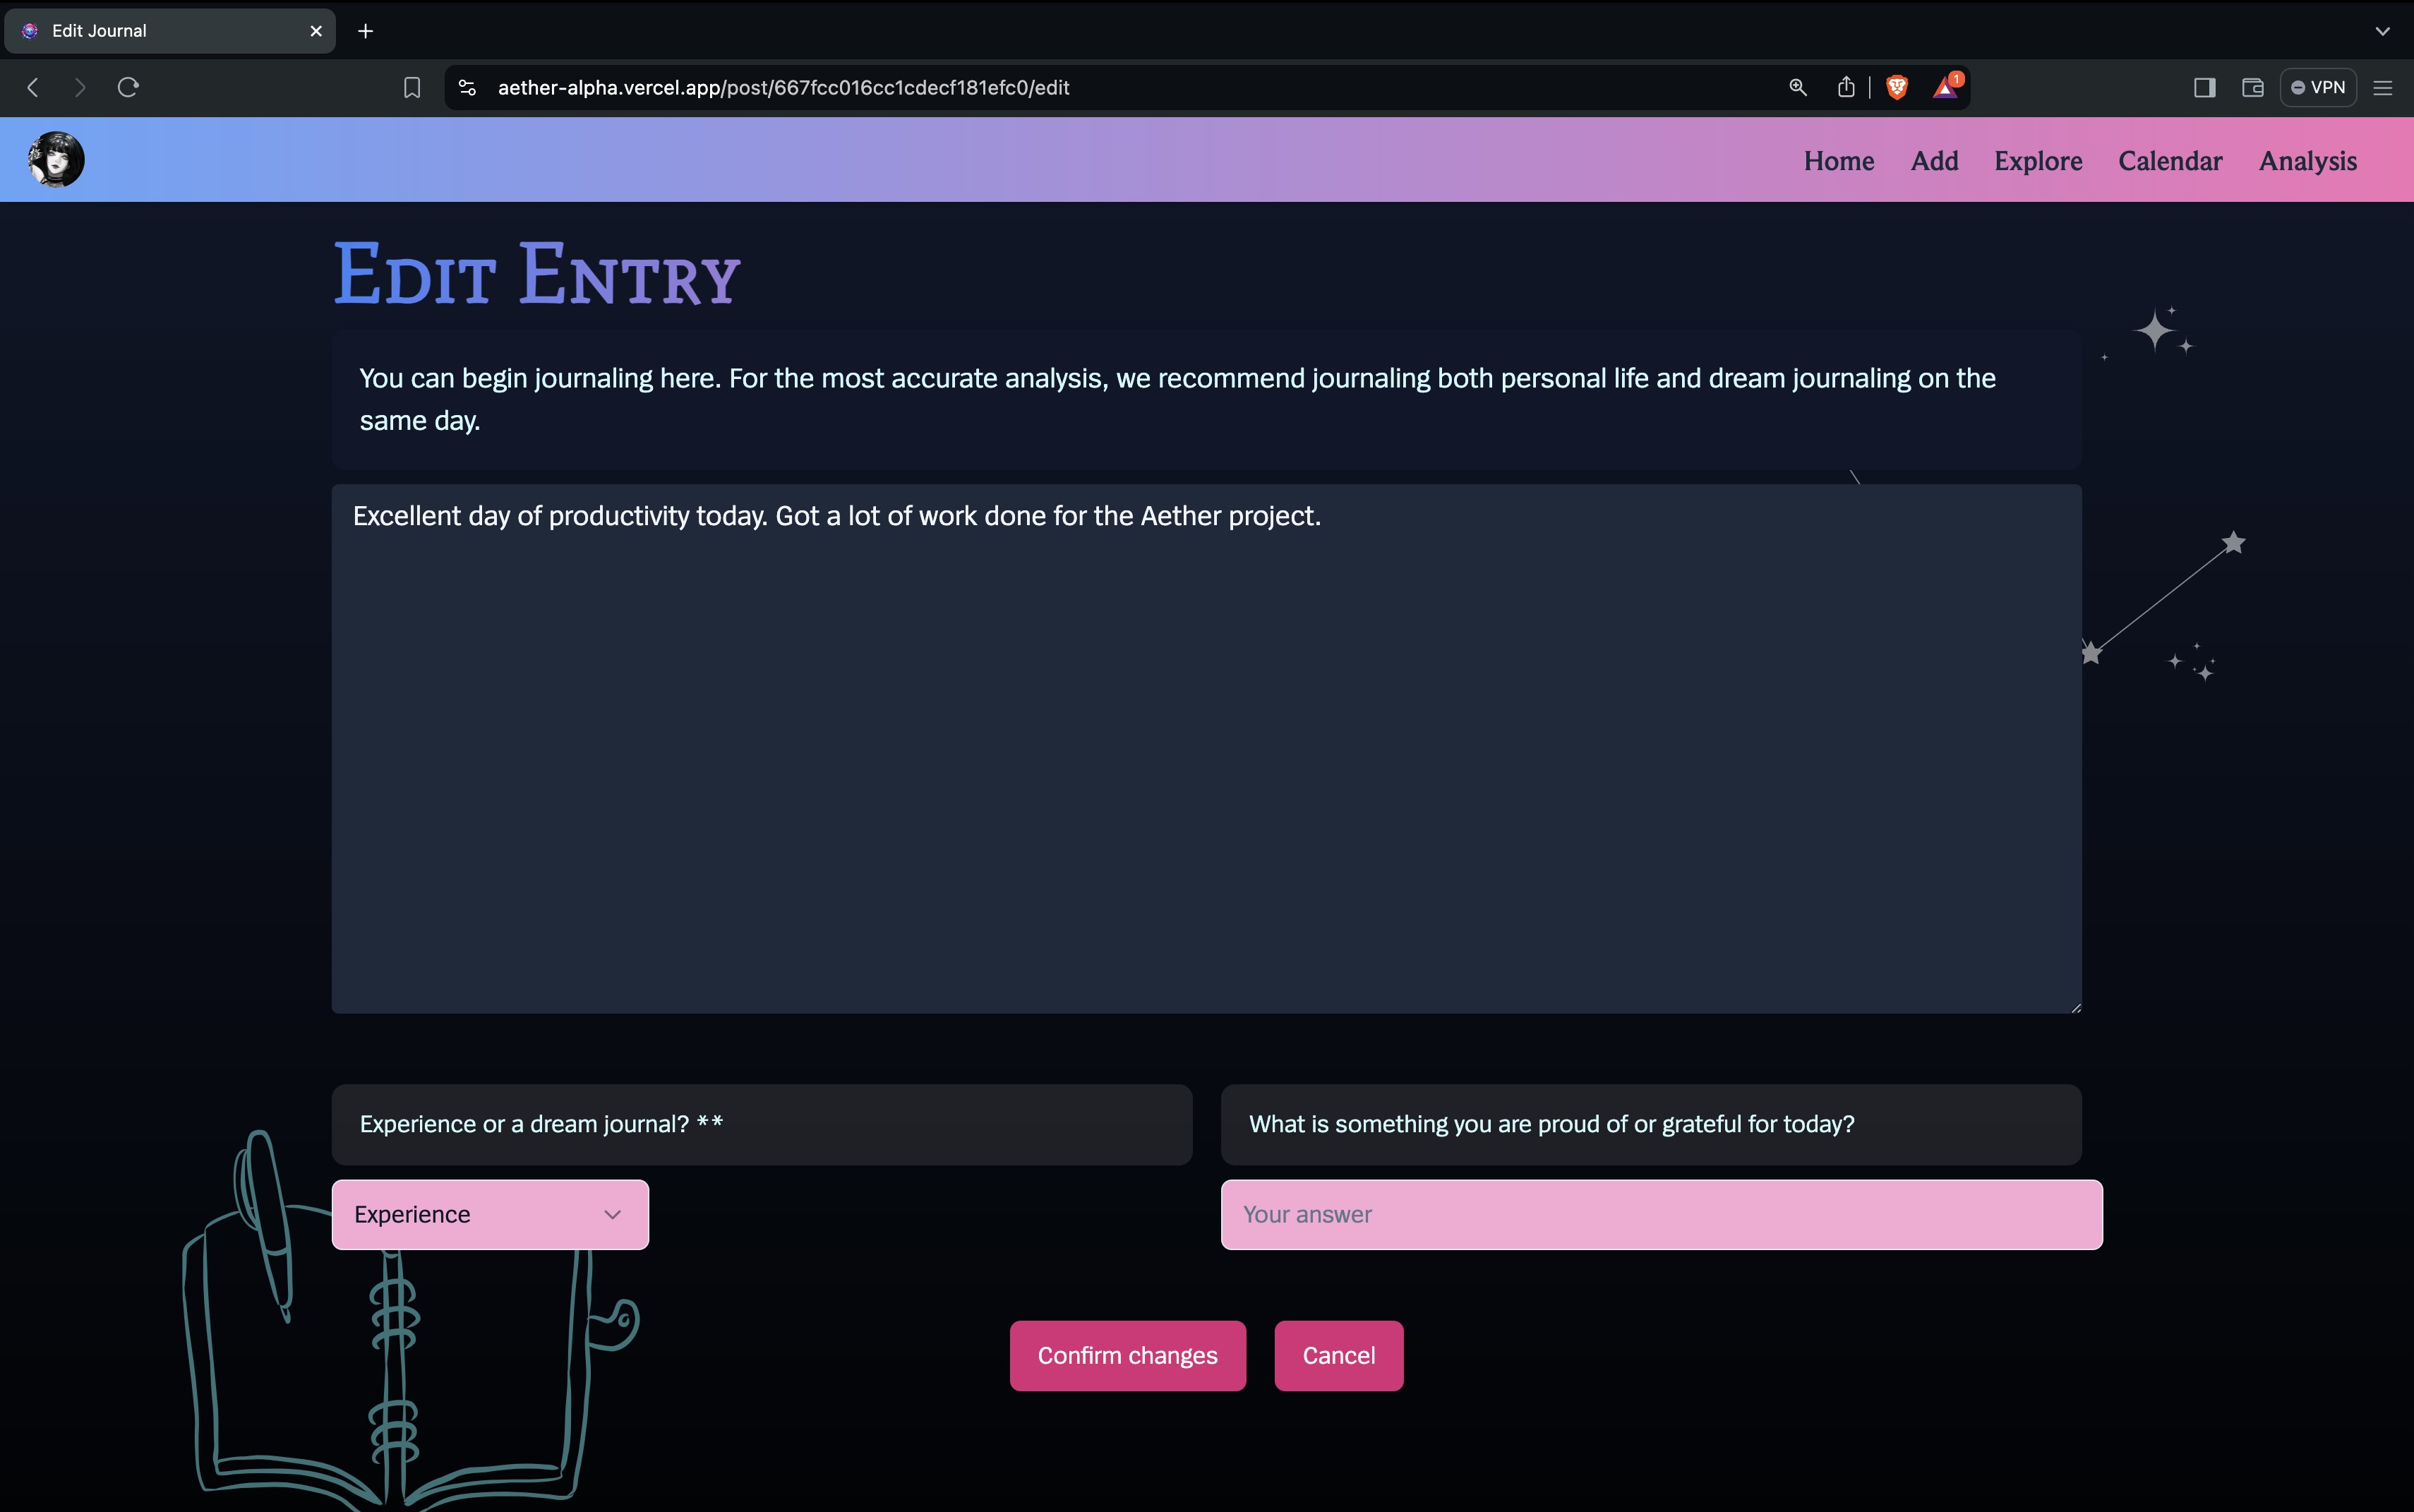 Edit Journal
aether-alpha.vercel.app/post/667fcc016cc1cdecf181efc0/edit
1
VPN
Home Add Explore Calendar Analysis
Edit Entry
You can begin journaling here. For the most accurate analysis, we recommend journaling both personal life and dream journaling on the
same day.
Excellent day of productivity today. Got a lot of work done for the Aether project.
Experience or a dream journal? **
What is something you are proud of or grateful for today?
Experience
Your answer
Confirm changes
Cancel